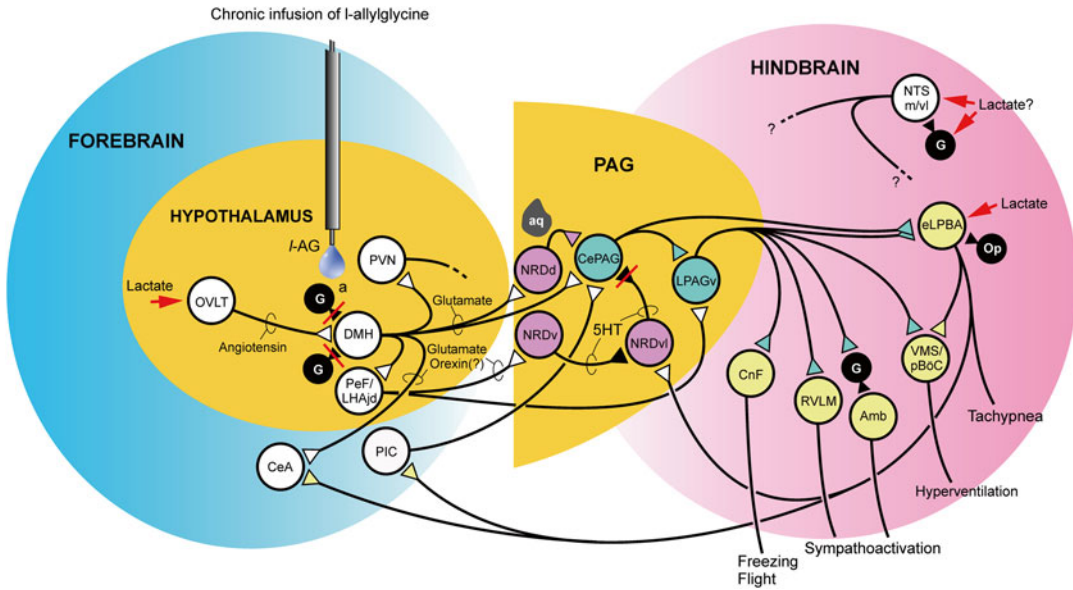 Chronic infusion of l-allylglycine
HINDBRAIN
FOREBRAIN
PAG
HYPOTHALAMUS
l-AG
a
G
PVN
Lactate
OVLT
Angiotensin
DMH
Glutamate
G
PeF/
LHAjd
Glutamate
Orexin(?)
CeA
PIC
aq
NRDd
CePAG
LPAGv
NRDv
5HT
NRDvl
NTS
m/vl
Lactate?
G
?
?
eLPBA
Lactate
Op
CnF
RVLM
G
Amb
VMS/
pBöC
Tachypnea
Hyperventilation
Sympathoactivation
Freezing
Flight